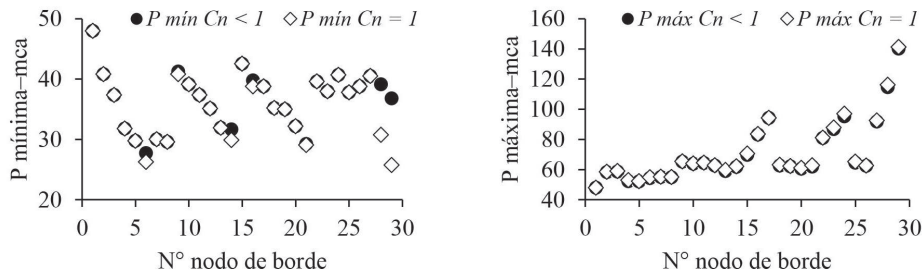 P mín Cn < 1 P mín Cn = 1
P mínima–mca
50
40
30
20
0 5 10 15 20 25 30
N° nodo de borde
P máx Cn < 1 P máx Cn = 1
P máxima–mca
160
140
120
100
80
60
40
0 5 10 15 20 25 30
N° nodo de borde